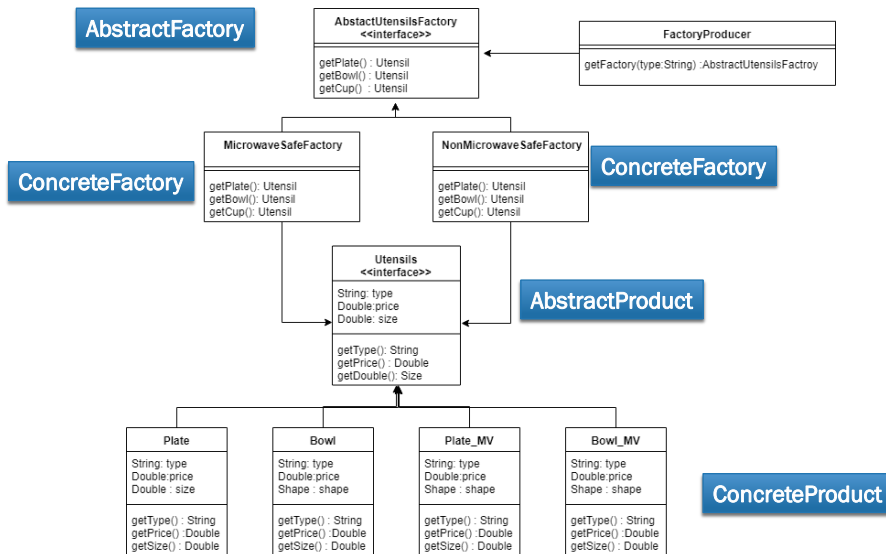 AbstractFactory
AbstactUtensilsFactory
<<interface>>
getPlate() : Utensil
getBowl() : Utensil
getCup() : Utensil
FactoryProducer
getFactory(type:String) :AbstractUtensilsFactroy
ConcreteFactory
MicrowaveSafeFactory
getPlate(): Utensil
getBowl(): Utensil
getCup(): Utensil
NonMicrowaveSafeFactory
getPlate(): Utensil
getBowl(): Utensil
getCup(): Utensil
ConcreteFactory
Utensils
<<interface>>
String: type
Double:price
Double: size
getType(): String
getPrice() : Double
getDouble(): Size
AbstractProduct
Plate
String: type
Double:price
Double : size
getType() : String
getPrice() :Double
getSize() : Double
Bowl
String: type
Double:price
Shape : shape
getType() : String
getPrice() :Double
getSize() : Double
Plate_MV
String: type
Double:price
Shape : shape
getType() : String
getPrice() :Double
getSize() : Double
Bowl_MV
String: type
Double:price
Shape : shape
getType() : String
getPrice() :Double
getSize() : Double
ConcreteProduct